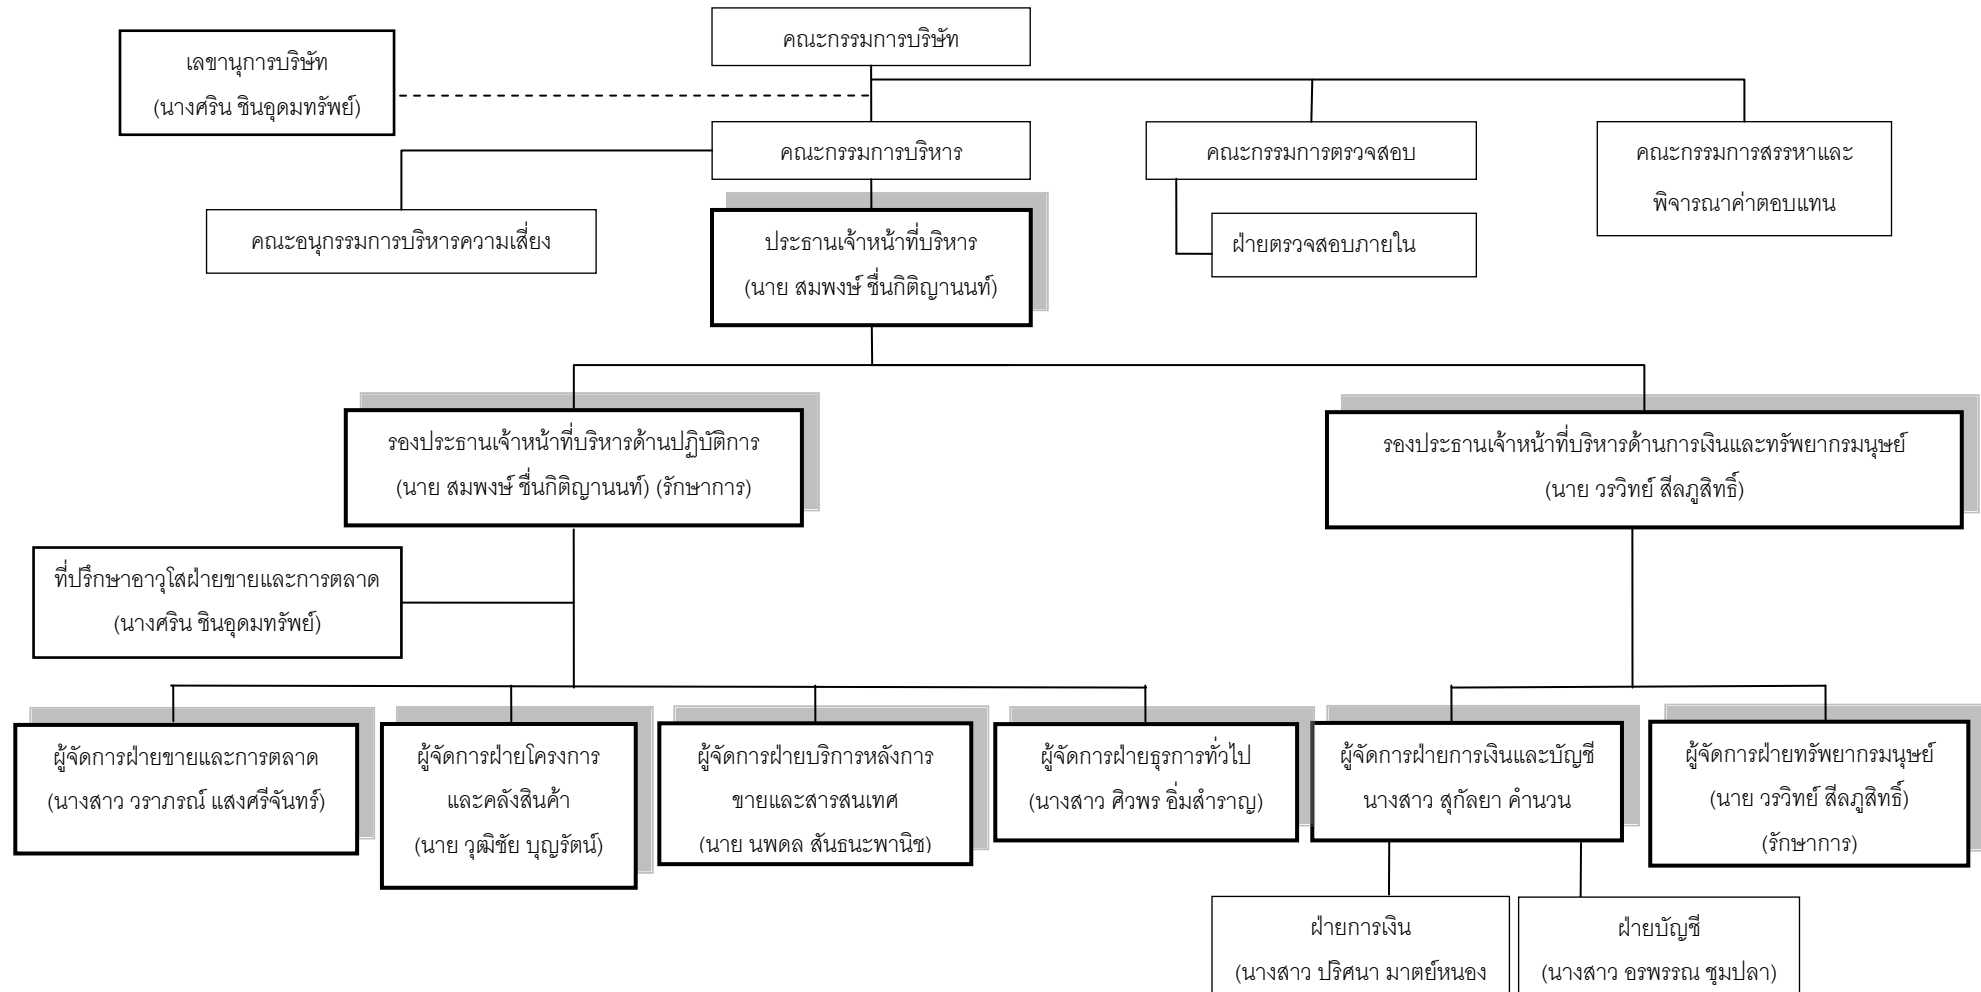 คณะกรรมการบริษัท
เลขานุการบริษัท
(นางศริน ชินอุดมทรัพย์)
คณะกรรมการบริหาร
คณะกรรมการตรวจสอบ
คณะกรรมการสรรหาและ
พิจารณาค่าตอบแทน
คณะอนุกรรมการบริหารความเสี่ยง
ประธานเจ้าหน้าที่บริหาร
(นาย สมพงษ์ ชื่นกิติญานนท์)
ฝ่ายตรวจสอบภายใน
รองประธานเจ้าหน้าที่บริหารด้านปฏิบัติการ
(นาย สมพงษ์ ชื่นกิติญานนท์) (รักษาการ)
รองประธานเจ้าหน้าที่บริหารด้านการเงินและทรัพยากรมนุษย์
(นาย วรวิทย์ สีลภูสิทธิ์)
ที่ปรึกษาอาวุโสฝ่ายขายและการตลาด
(นางศริน ชินอุดมทรัพย์)
ผู้จัดการฝ่ายขายและการตลาด
(นางสาว วราภรณ์ แสงศรีจันทร์)
ผู้จัดการฝ่ายโครงการ
และคลังสินค้า
(นาย วุฒิชัย บุญรัตน์)
ผู้จัดการฝ่ายบริการหลังการ
ขายและสารสนเทศ
(นาย นพดล สันธนะพานิช)
ผู้จัดการฝ่ายธุรการทั่วไป
(นางสาว ศิวพร อิ่มสำราญ)
ผู้จัดการฝ่ายการเงินและบัญชี
นางสาว สุกัลยา คำนวน
ผู้จัดการฝ่ายทรัพยากรมนุษย์
(นาย วรวิทย์ สีลภูสิทธิ์)
(รักษาการ)
ฝ่ายการเงิน
(นางสาว ปริศนา มาตย์หนอง
ฝ่ายบัญชี
(นางสาว อรพรรณ ชุมปลา)